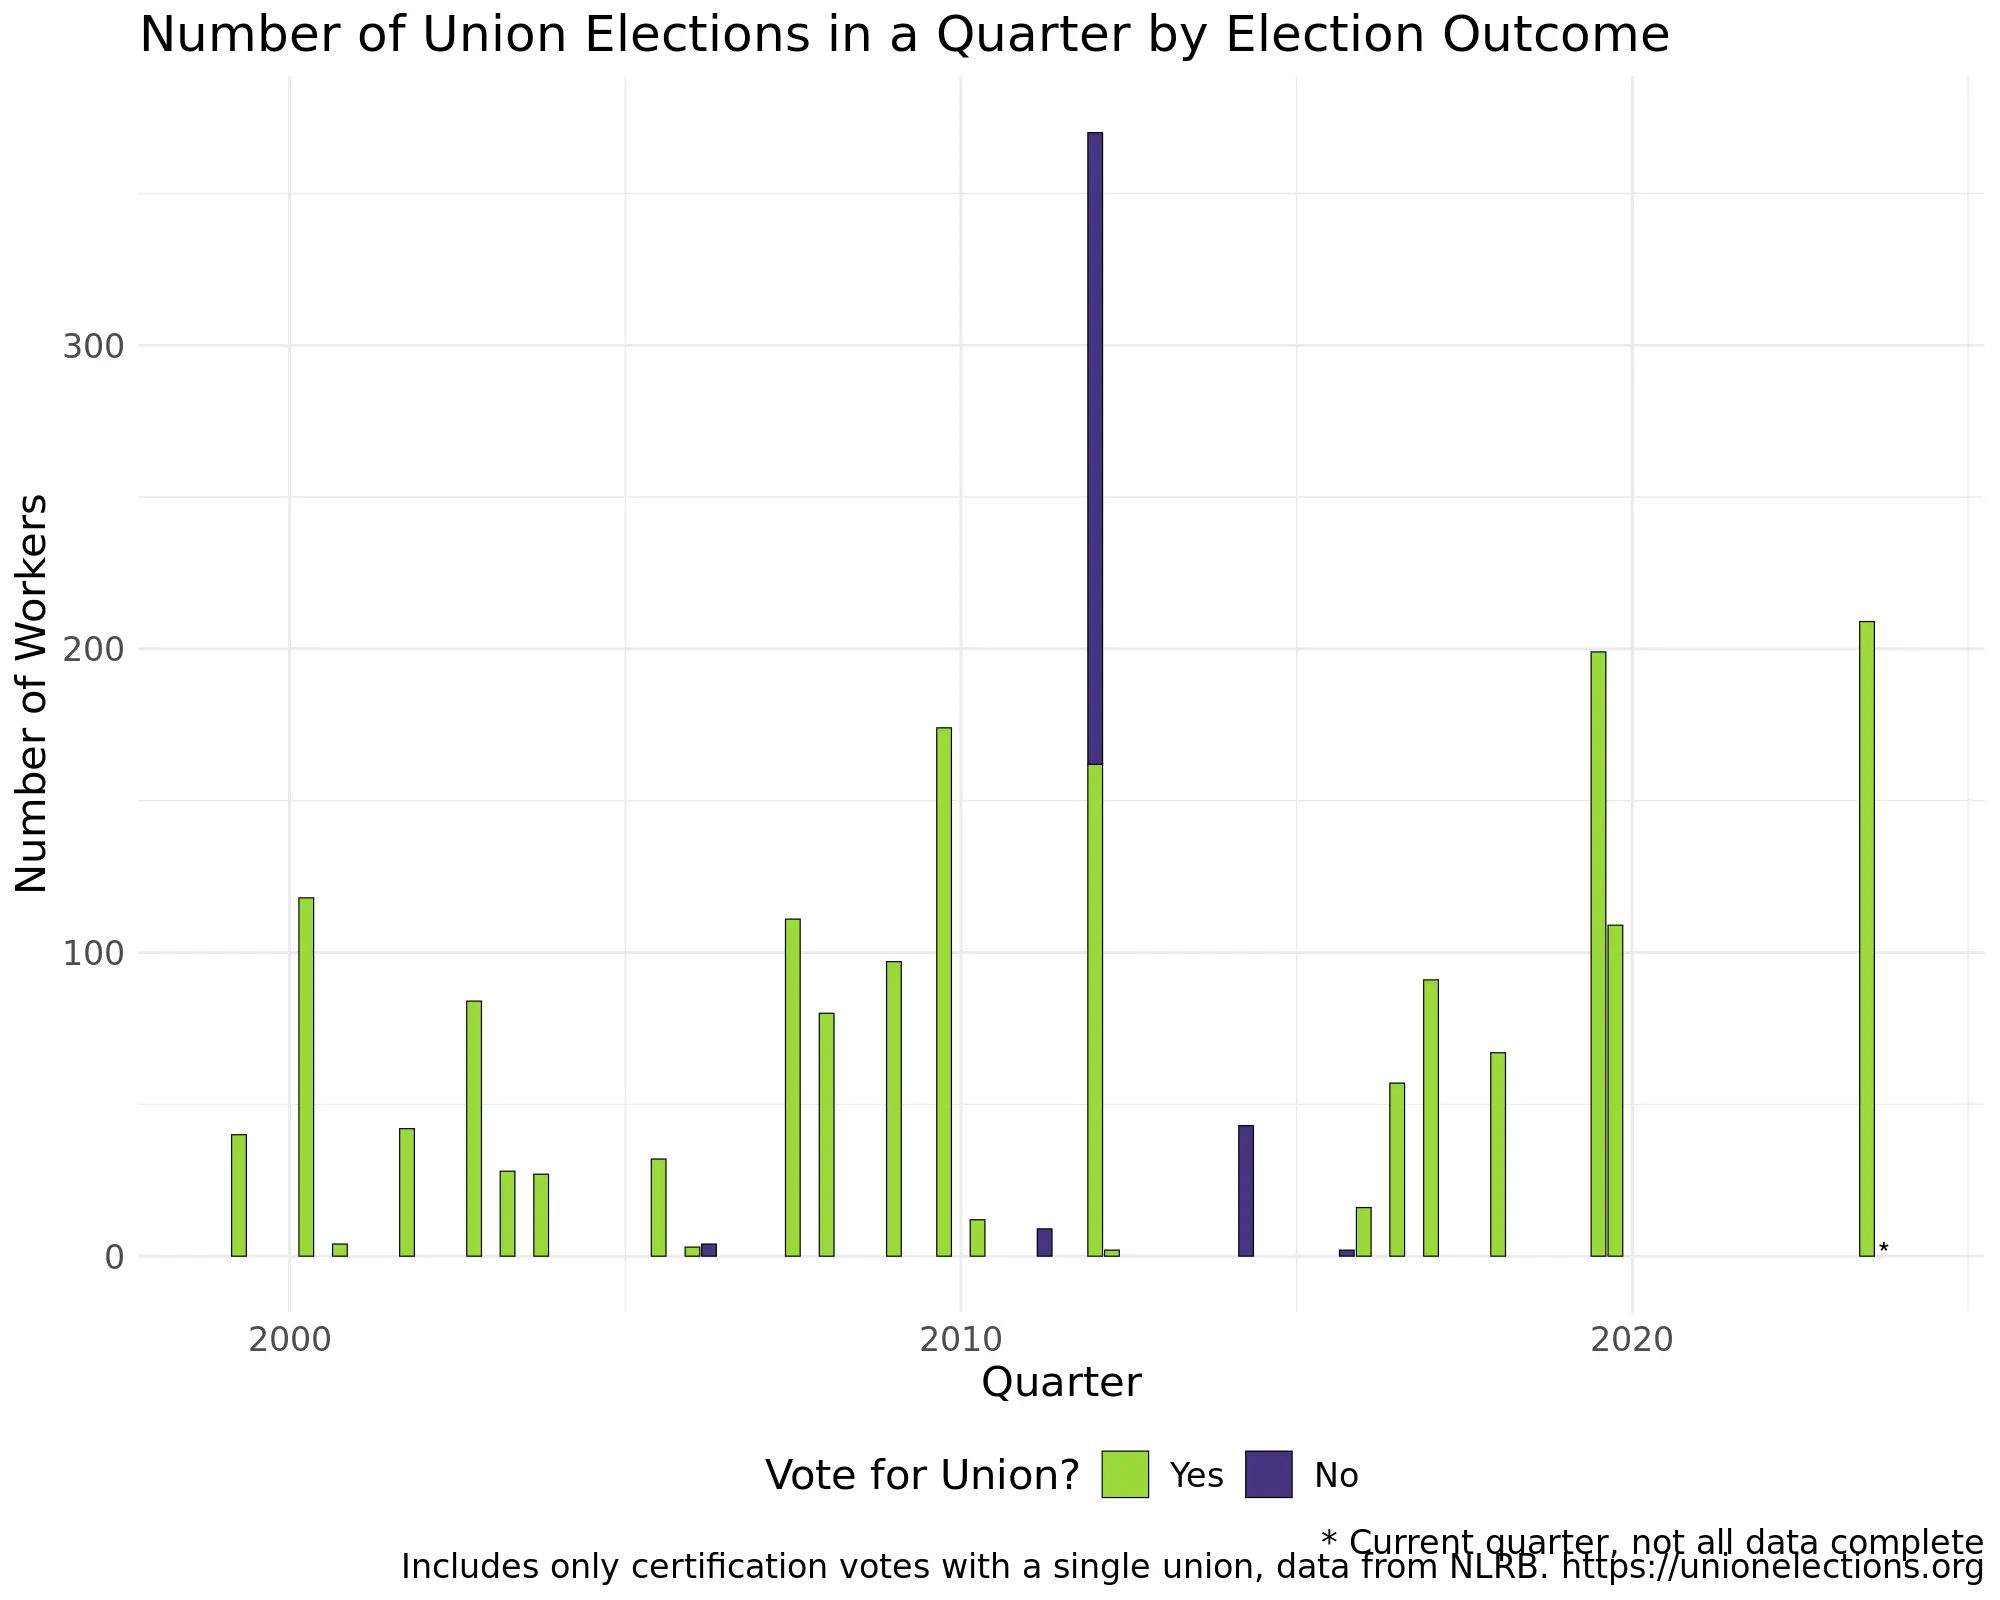 Number of Union Elections in a Quarter by Election Outcome
Number of Workers
300
200
100
0
*
2000 2010 2020
Quarter
Vote for Union? Yes No
* Current quarter, not all data complete
Includes only certification votes with a single union, data from NLRB. https://unionelections.org